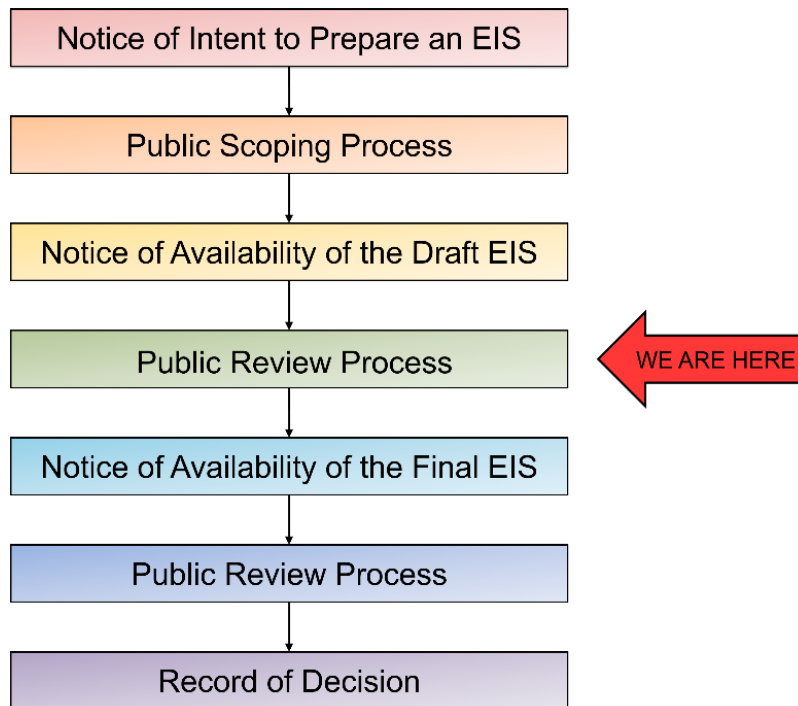 Notice of Intent to Prepare an EIS
Public Scoping Process
Notice of Availability of the Draft EIS
Public Review Process
WE ARE HERE
Notice of Availability of the Final EIS
Public Review Process
Record of Decision